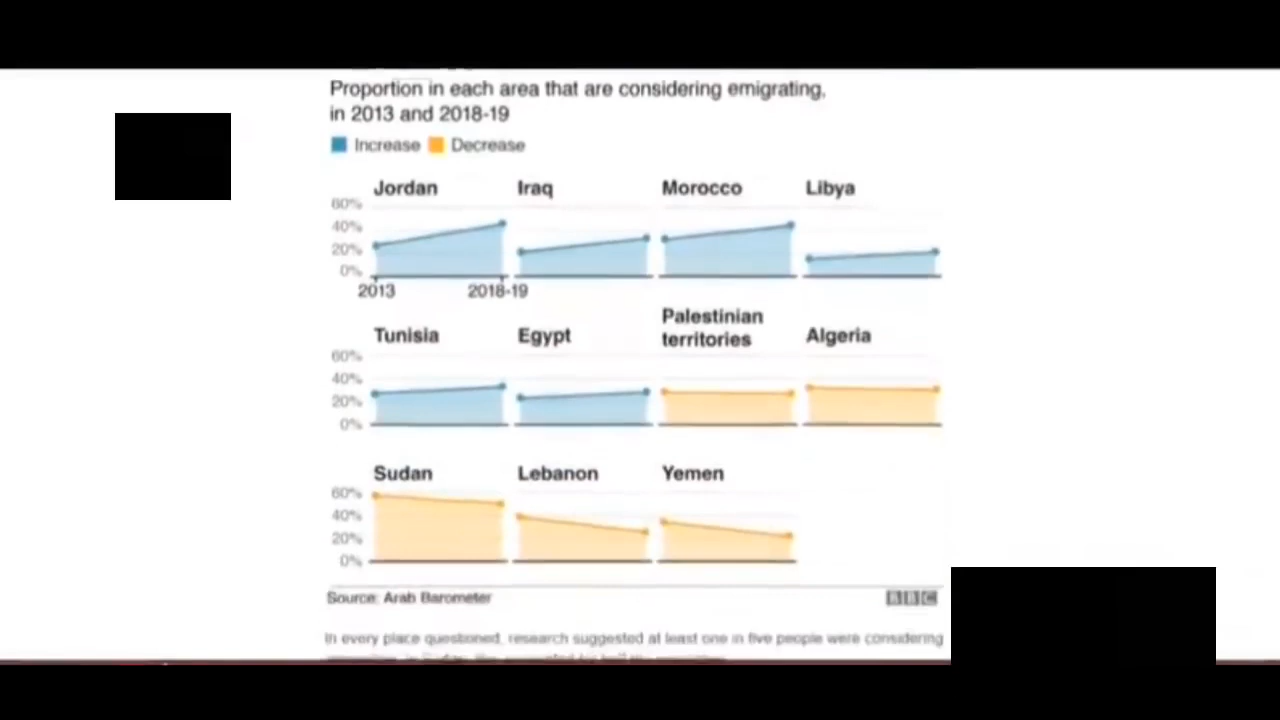 Proportion in each area that are considering emigrating,
in 2013 and 2018-19
Increase Decrease
Jordan Iraq Morocco Libya
60%
40%
20%
0%
2013 2018-19
Tunisia Egypt Palestinian territories Algeria
60%
40%
20%
0%
Sudan Lebanon Yemen
60%
40%
20%
0%
Source: Arab Barometer
BBC
In every place questioned, research suggested at least one in five people were considering